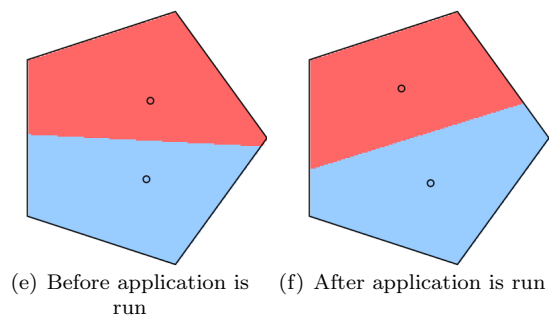 (e) Before application is
run
(f) After application is run